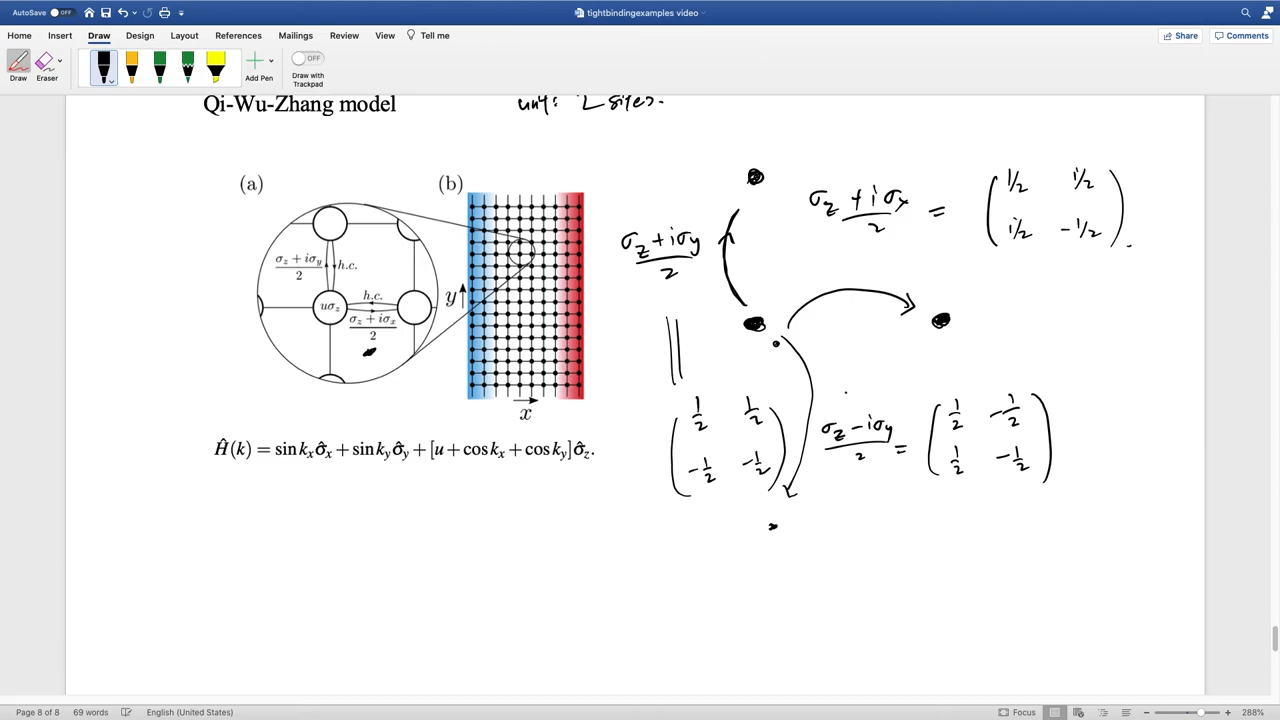 AutoSave OFF
tightbindingexamples video
Home Insert Draw Design Layout References Mailings Review View Tell me
Share Comments
Draw Eraser Add Pen
OFF
Draw with Trackpad
Qi-Wu-Zhang model
unit: 2 sites.
(a) (b)
σz + iσy / 2
h.c.
uσz
h.c.
σz + iσx / 2
y
x
σz + iσy / 2
σz + iσx / 2 = ( 1/2 i/2
i/2 -1/2 ).
||
( 1/2 1/2
-1/2 -1/2 )
σz - iσy / 2 = ( 1/2 -1/2
1/2 -1/2 )
Ĥ(k) = sin kx σ̂x + sin ky σ̂y + [u + cos kx + cos ky] σ̂z.
Page 8 of 8 69 words English (United States) Focus 288%